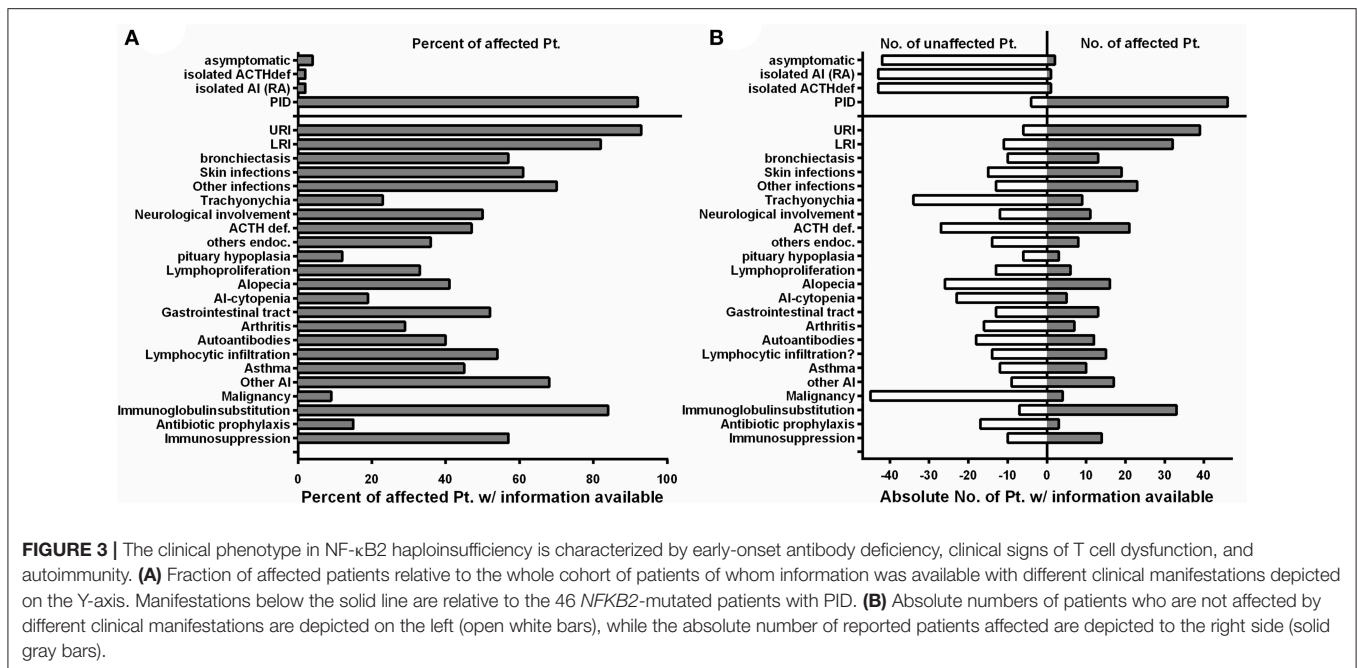 A
Percent of affected Pt.
asymptomatic
isolated ACTHdef
isolated AI (RA)
PID
URI
LRI
bronchiectasis
Skin infections
Other infections
Trachyonychia
Neurological involvement
ACTH def.
others endoc.
pituary hypoplasia
Lymphoproliferation
Alopecia
AI-cytopenia
Gastrointestinal tract
Arthritis
Autoantibodies
Lymphocytic infiltration
Asthma
Other AI
Malignancy
Immunoglobulinsubstitution
Antibiotic prophylaxis
Immunosuppression
0 20 40 60 80 100
Percent of affected Pt. w/ information available
B
No. of unaffected Pt. No. of affected Pt.
asymptomatic
isolated AI (RA)
isolated ACTHdef
PID
URI
LRI
bronchiectasis
Skin infections
Other infections
Trachyonychia
Neurological involvement
ACTH def.
others endoc.
pituary hypoplasia
Lymphoproliferation
Alopecia
AI-cytopenia
Gastrointestinal tract
Arthritis
Autoantibodies
Lymphocytic infiltration?
Asthma
other AI
Malignancy
Immunoglobulinsubstitution
Antibiotic prophylaxis
Immunosuppression
-40 -30 -20 -10 0 10 20 30 40
Absolute No. of Pt. w/ information available
FIGURE 3 | The clinical phenotype in NF-κB2 haploinsufficiency is characterized by early-onset antibody deficiency, clinical signs of T cell dysfunction, and
autoimmunity. (A) Fraction of affected patients relative to the whole cohort of patients of whom information was available with different clinical manifestations depicted
on the Y-axis. Manifestations below the solid line are relative to the 46 NFKB2-mutated patients with PID. (B) Absolute numbers of patients who are not affected by
different clinical manifestations are depicted on the left (open white bars), while the absolute number of reported patients affected are depicted to the right side (solid
gray bars).